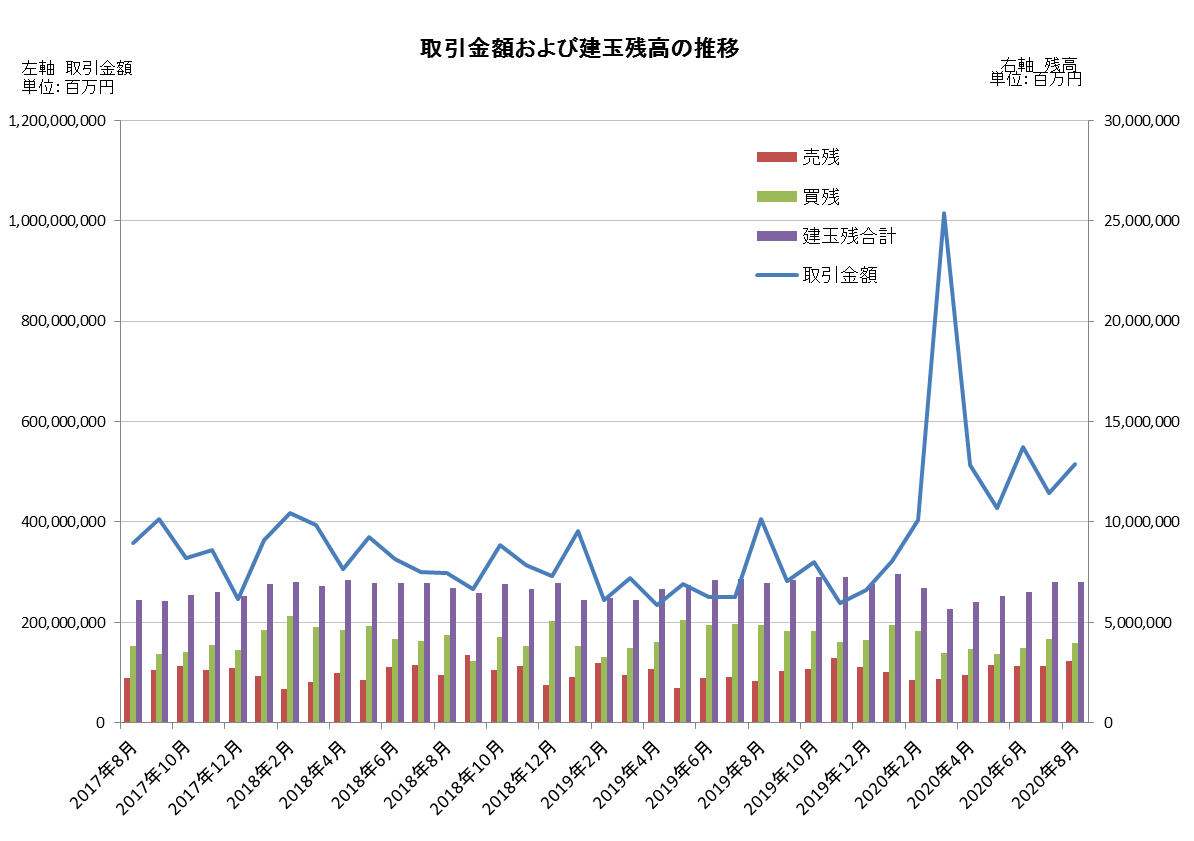 取引金額および建玉残高の推移
左軸 取引金額
単位：百万円
右軸 残高
単位：百万円
1,200,000,000
1,000,000,000
800,000,000
600,000,000
400,000,000
200,000,000
0
30,000,000
25,000,000
20,000,000
15,000,000
10,000,000
5,000,000
0
売残
買残
建玉残合計
取引金額
2017年8月
2017年10月
2017年12月
2018年2月
2018年4月
2018年6月
2018年8月
2018年10月
2018年12月
2019年2月
2019年4月
2019年6月
2019年8月
2019年10月
2019年12月
2020年2月
2020年4月
2020年6月
2020年8月